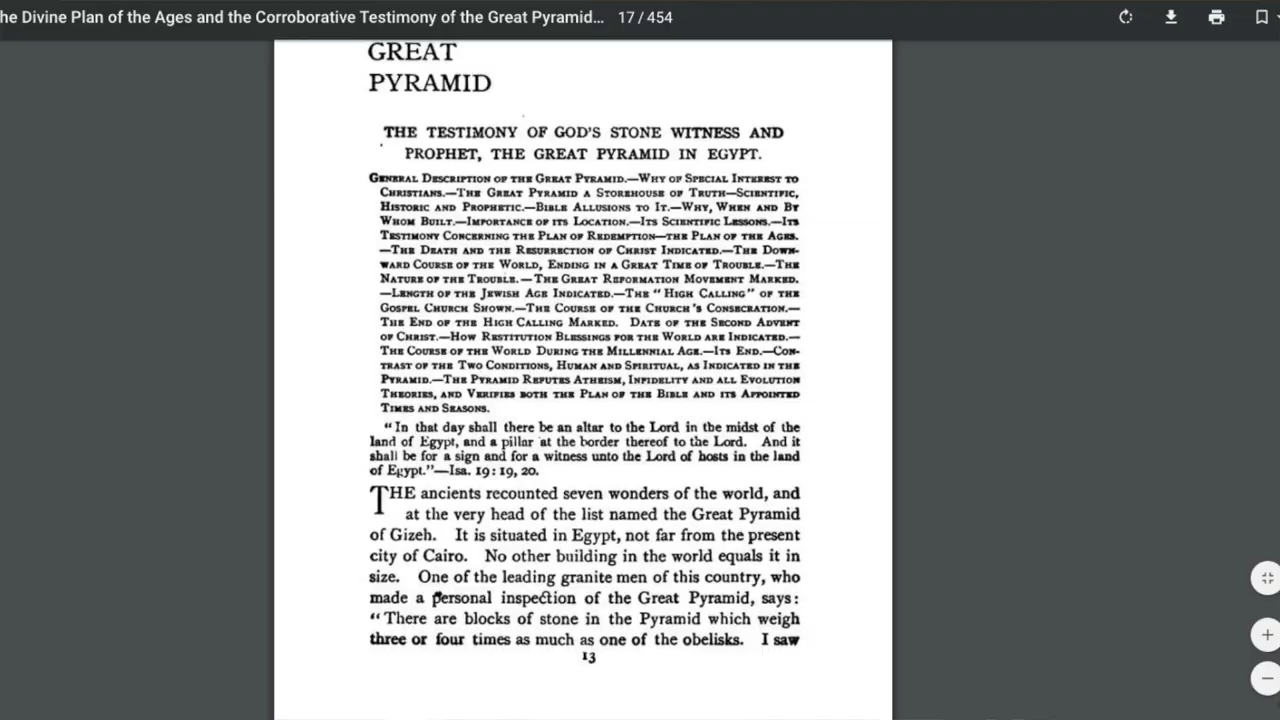 he Divine Plan of the Ages and the Corroborative Testimony of the Great Pyramid... 17 / 454
GREAT
PYRAMID
THE TESTIMONY OF GOD'S STONE WITNESS AND
PROPHET, THE GREAT PYRAMID IN EGYPT.
GENERAL DESCRIPTION OF THE GREAT PYRAMID.—WHY OF SPECIAL INTEREST TO
CHRISTIANS.—THE GREAT PYRAMID A STOREHOUSE OF TRUTH—SCIENTIFIC,
HISTORIC AND PROPHETIC.—BIBLE ALLUSIONS TO IT.—WHY, WHEN AND BY
WHOM BUILT.—IMPORTANCE OF ITS LOCATION.—ITS SCIENTIFIC LESSONS.—ITS
TESTIMONY CONCERNING THE PLAN OF REDEMPTION—THE PLAN OF THE AGES.
—THE DEATH AND THE RESURRECTION OF CHRIST INDICATED.—THE DOWN-
WARD COURSE OF THE WORLD, ENDING IN A GREAT TIME OF TROUBLE.—THE
NATURE OF THE TROUBLE.—THE GREAT REFORMATION MOVEMENT MARKED.
—LENGTH OF THE JEWISH AGE INDICATED.—THE "HIGH CALLING" OF THE
GOSPEL CHURCH SHOWN.—THE COURSE OF THE CHURCH'S CONSECRATION.—
THE END OF THE HIGH CALLING MARKED. DATE OF THE SECOND ADVENT
OF CHRIST.—HOW RESTITUTION BLESSINGS FOR THE WORLD ARE INDICATED.—
THE COURSE OF THE WORLD DURING THE MILLENNIAL AGE.—ITS END.—CON-
TRAST OF THE TWO CONDITIONS, HUMAN AND SPIRITUAL, AS INDICATED IN THE
PYRAMID.—THE PYRAMID REFUTES ATHEISM, INFIDELITY AND ALL EVOLUTION
THEORIES, AND VERIFIES BOTH THE PLAN OF THE BIBLE AND ITS APPOINTED
TIMES AND SEASONS.
"In that day shall there be an altar to the Lord in the midst of the
land of Egypt, and a pillar at the border thereof to the Lord. And it
shall be for a sign and for a witness unto the Lord of hosts in the land
of Egypt."—Isa. 19:19, 20.
THE ancients recounted seven wonders of the world, and
at the very head of the list named the Great Pyramid
of Gizeh. It is situated in Egypt, not far from the present
city of Cairo. No other building in the world equals it in
size. One of the leading granite men of this country, who
made a personal inspection of the Great Pyramid, says:
"There are blocks of stone in the Pyramid which weigh
three or four times as much as one of the obelisks. I saw
13